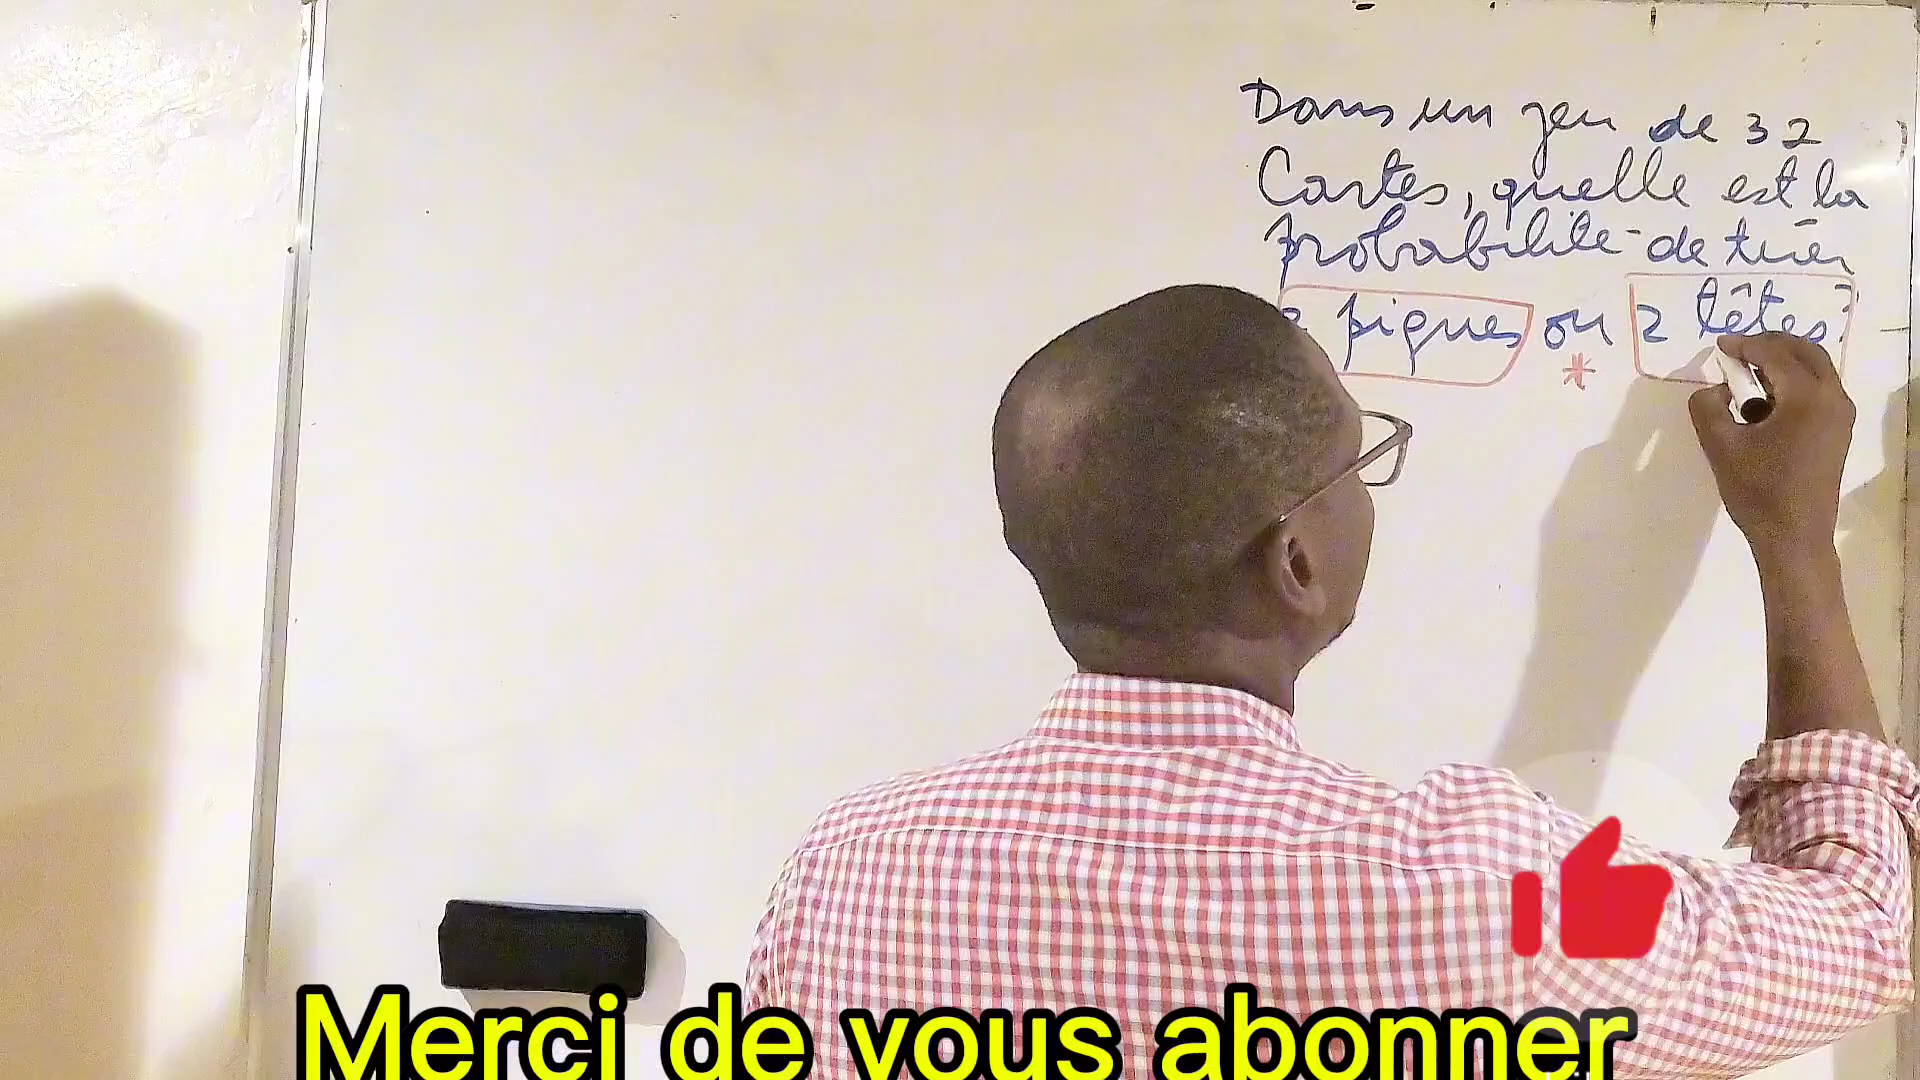 Dans un jeu de 32
Cartes, quelle est la
probabilité de tirer
piques ou 2 têtes?
*
Merci de vous abonner